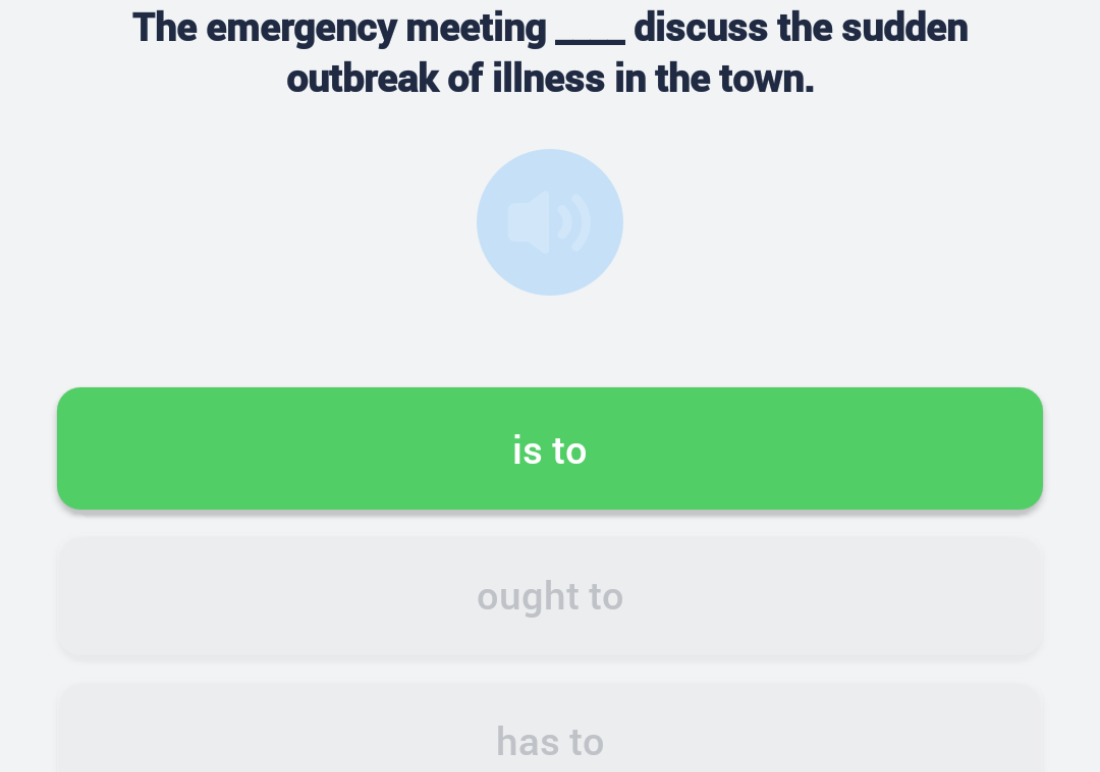 The emergency meeting ____ discuss the sudden
outbreak of illness in the town.
is to
ought to
has to